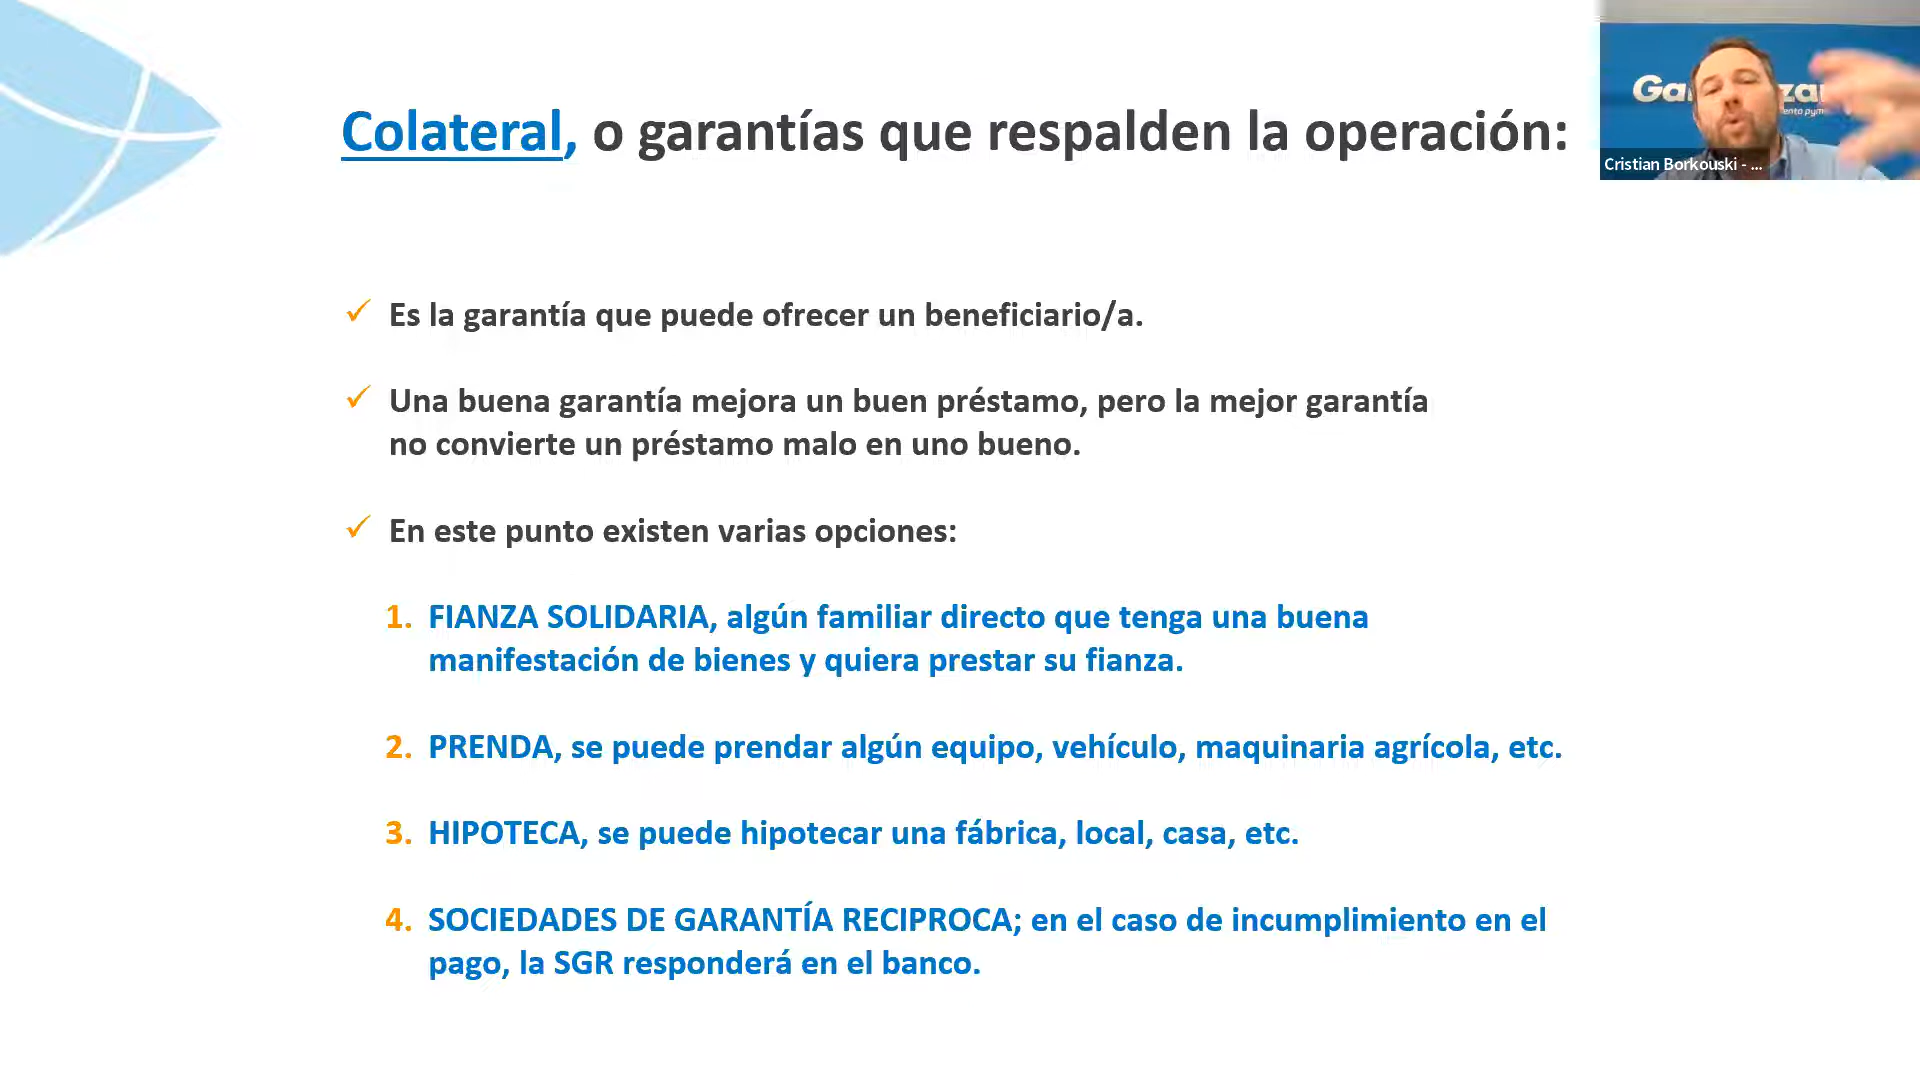 Colateral, o garantías que respalden la operación:
Cristian Borkouski - ...
✓ Es la garantía que puede ofrecer un beneficiario/a.
✓ Una buena garantía mejora un buen préstamo, pero la mejor garantía
no convierte un préstamo malo en uno bueno.
✓ En este punto existen varias opciones:
1. FIANZA SOLIDARIA, algún familiar directo que tenga una buena
manifestación de bienes y quiera prestar su fianza.
2. PRENDA, se puede prendar algún equipo, vehículo, maquinaria agrícola, etc.
3. HIPOTECA, se puede hipotecar una fábrica, local, casa, etc.
4. SOCIEDADES DE GARANTÍA RECIPROCA; en el caso de incumplimiento en el
pago, la SGR responderá en el banco.